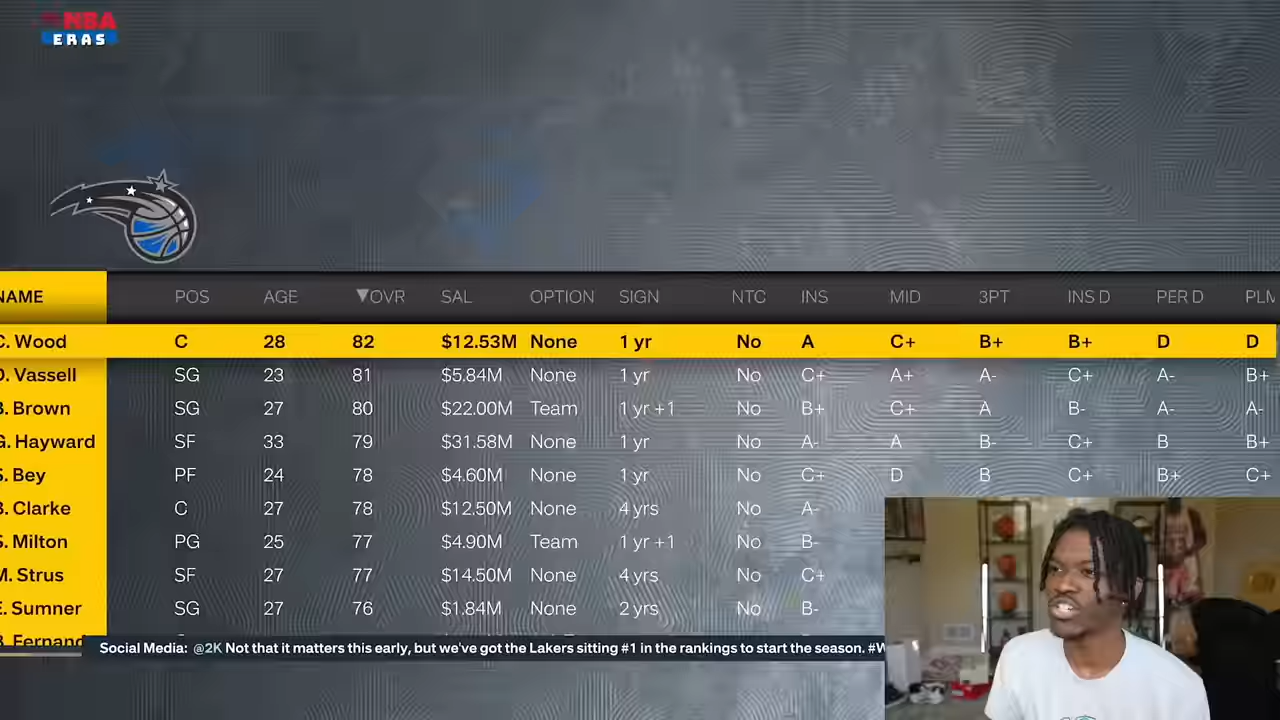 NBA
ERAS
NAME POS AGE ▼OVR SAL OPTION SIGN NTC INS MID 3PT INS D PER D PLM
C. Wood C 28 82 $12.53M None 1 yr No A C+ B+ B+ D D
D. Vassell SG 23 81 $5.84M None 1 yr No C+ A+ A- C+ A- B+
B. Brown SG 27 80 $22.00M Team 1 yr +1 No B+ C+ A B- A- A-
G. Hayward SF 33 79 $31.58M None 1 yr No A- A B- C+ B B+
S. Bey PF 24 78 $4.60M None 1 yr No C+ D B C+ B+ C+
B. Clarke C 27 78 $12.50M None 4 yrs No A-
S. Milton PG 25 77 $4.90M Team 1 yr +1 No B-
M. Strus SF 27 77 $14.50M None 4 yrs No C+
E. Sumner SG 27 76 $1.84M None 2 yrs No B-
B. Fernand
Social Media: @2K Not that it matters this early, but we've got the Lakers sitting #1 in the rankings to start the season. #W